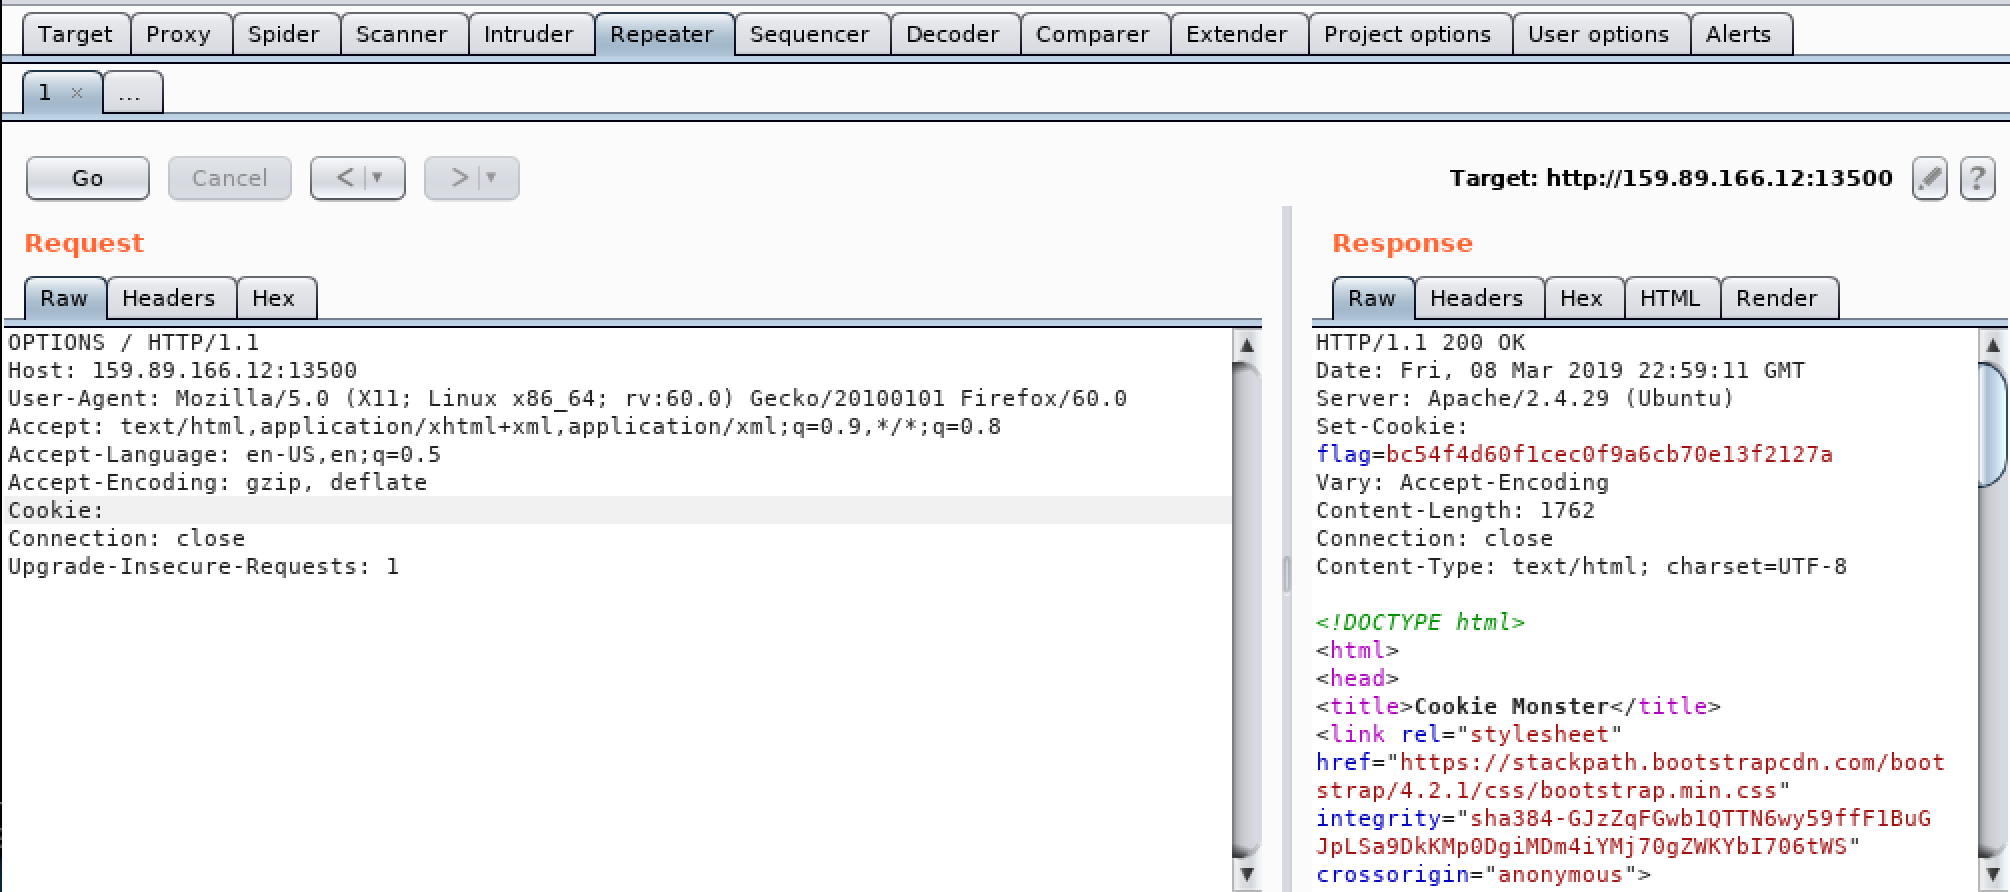 Target Proxy Spider Scanner Intruder Repeater Sequencer Decoder Comparer Extender Project options User options Alerts
1 × ...
Go Cancel < > Target: http://159.89.166.12:13500 ?
Request
Raw Headers Hex
OPTIONS / HTTP/1.1
Host: 159.89.166.12:13500
User-Agent: Mozilla/5.0 (X11; Linux x86_64; rv:60.0) Gecko/20100101 Firefox/60.0
Accept: text/html,application/xhtml+xml,application/xml;q=0.9,*/*;q=0.8
Accept-Language: en-US,en;q=0.5
Accept-Encoding: gzip, deflate
Cookie:
Connection: close
Upgrade-Insecure-Requests: 1
Response
Raw Headers Hex HTML Render
HTTP/1.1 200 OK
Date: Fri, 08 Mar 2019 22:59:11 GMT
Server: Apache/2.4.29 (Ubuntu)
Set-Cookie:
flag=bc54f4d60f1cec0f9a6cb70e13f2127a
Vary: Accept-Encoding
Content-Length: 1762
Connection: close
Content-Type: text/html; charset=UTF-8
<!DOCTYPE html>
<html>
<head>
<title>Cookie Monster</title>
<link rel="stylesheet"
href="https://stackpath.bootstrapcdn.com/boot
strap/4.2.1/css/bootstrap.min.css"
integrity="sha384-GJzZqFGwb1QTTN6wy59ffF1BuG
JpLSa9DkKMp0DgiMDm4iYMj70gZWKYbI706tWS"
crossorigin="anonymous">